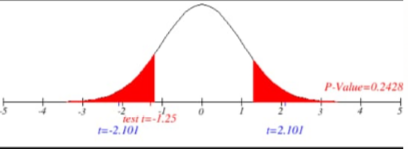 P-Value=0.2428
-5 -4 -3 -2 -1 0 1 2 3 4 5
test t=-1.25
t=-2.101 t=2.101